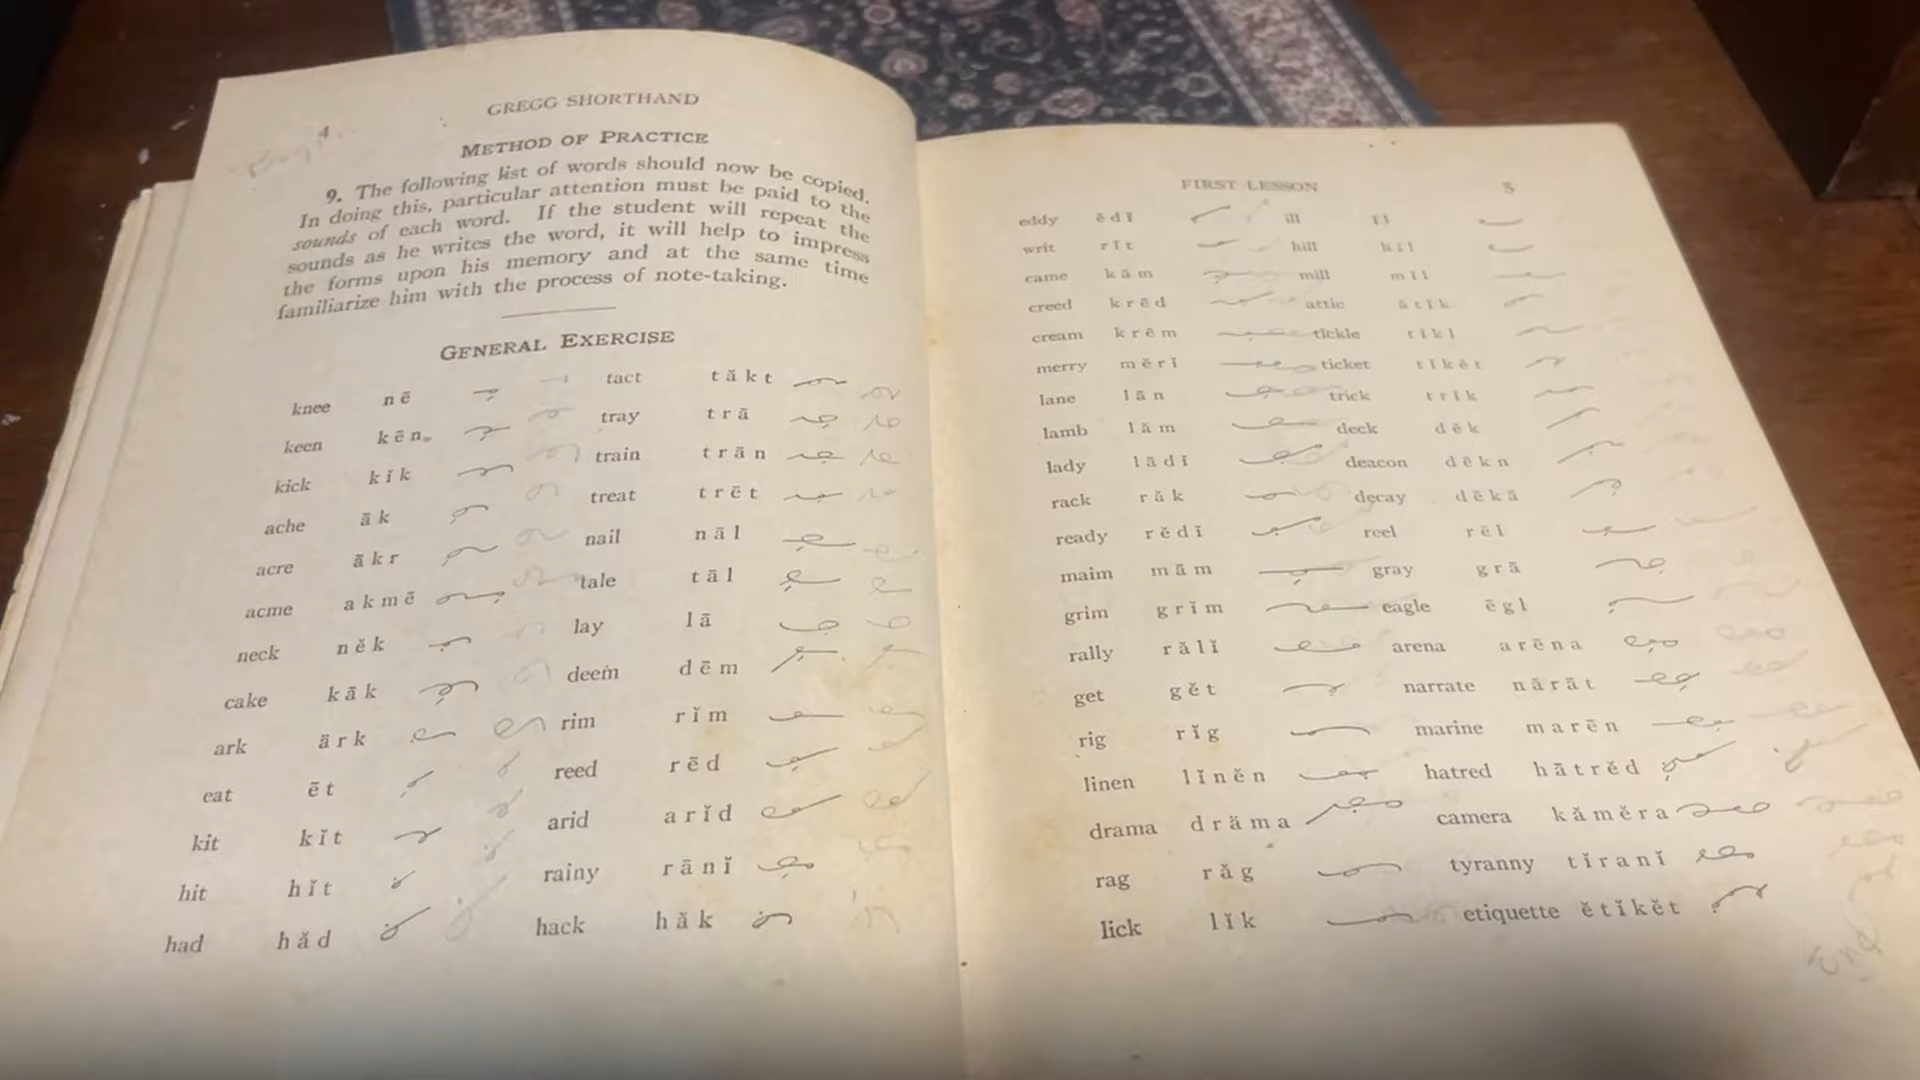 4
GREGG SHORTHAND
METHOD OF PRACTICE
9. The following list of words should now be copied.
In doing this, particular attention must be paid to the
sounds of each word. If the student will repeat the
sounds as he writes the word, it will help to impress
the forms upon his memory and at the same time
familiarize him with the process of note-taking.
GENERAL EXERCISE
knee nē tact tăkt
keen kēn tray trā
kick kĭk train trān
ache āk treat trēt
acre ākr nail nāl
acme akmē tale tāl
neck nĕk lay lā
cake kāk deem dēm
ark ärk rim rĭm
eat ēt reed rēd
kit kĭt arid arĭd
hit hĭt rainy rānĭ
had hăd hack hăk
FIRST LESSON 5
eddy ĕdĭ ill ĭl
writ rĭt hill hĭl
came kām mill mĭl
creed krēd attic ătĭk
cream krēm tickle tĭkl
merry mĕrĭ ticket tĭkĕt
lane lān trick trĭk
lamb lăm deck dĕk
lady lādĭ deacon dēkn
rack răk decay dēkā
ready rĕdĭ reel rēl
maim mām gray grā
grim grĭm eagle ēgl
rally rălĭ arena arēna
get gĕt narrate nărāt
rig rĭg marine marēn
linen lĭnĕn hatred hātrĕd
drama dräma camera kămĕra
rag răg tyranny tĭranĭ
lick lĭk etiquette ĕtĭkĕt
End